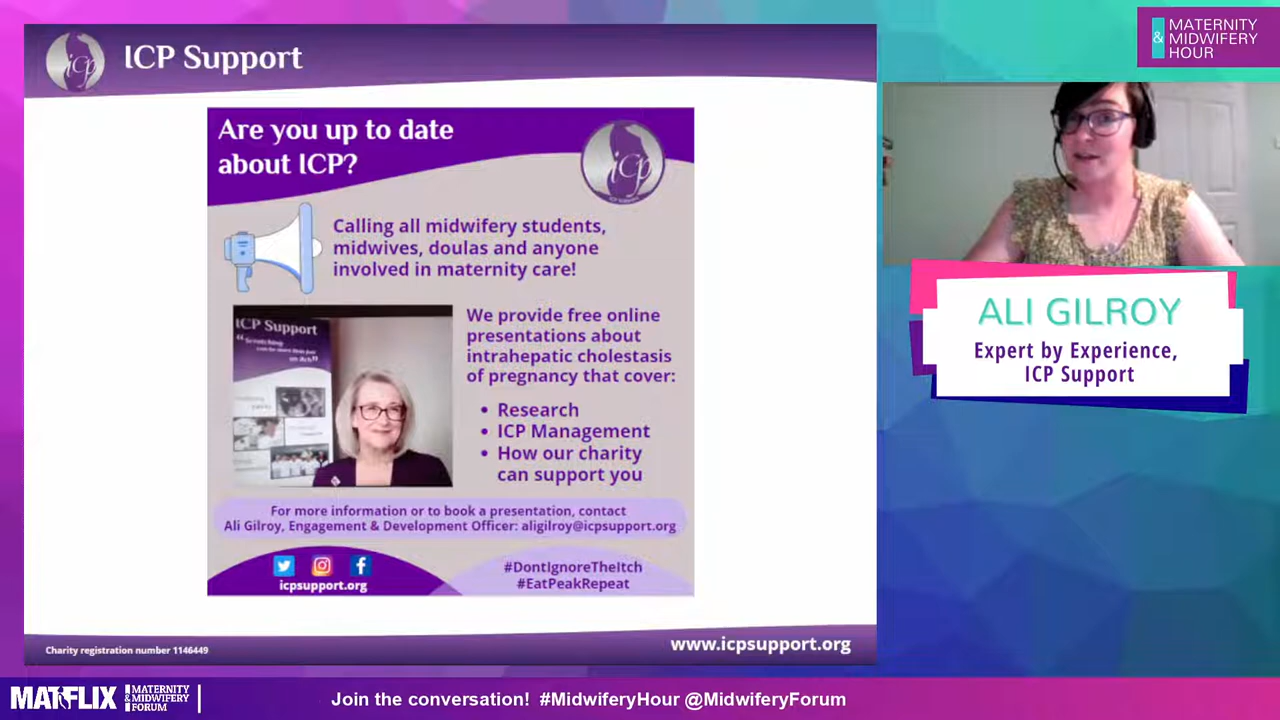 ICP Support
icp
Are you up to date
about ICP?
icp
Calling all midwifery students,
midwives, doulas and anyone
involved in maternity care!
ICP Support
We provide free online
presentations about
intrahepatic cholestasis
of pregnancy that cover:
• Research
• ICP Management
• How our charity
can support you
For more information or to book a presentation, contact
Ali Gilroy, Engagement & Development Officer: aligilroy@icpsupport.org
icpsupport.org
#DontIgnoreTheItch
#EatPeakRepeat
Charity registration number 1146449
www.icpsupport.org
MATERNITY
& MIDWIFERY
HOUR
ALI GILROY
Expert by Experience,
ICP Support
MATFLIX
MATERNITY
& MIDWIFERY
FORUM
Join the conversation! #MidwiferyHour @MidwiferyForum